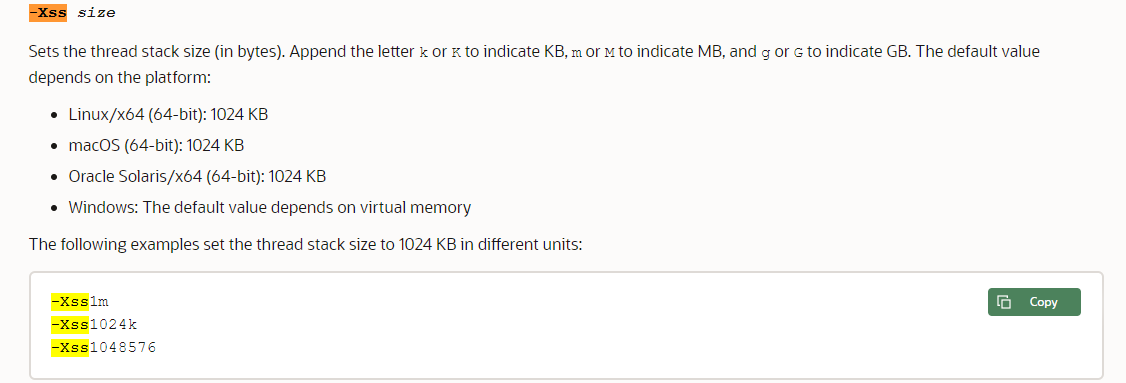 -Xss size
Sets the thread stack size (in bytes). Append the letter k or K to indicate KB, m or M to indicate MB, and g or G to indicate GB. The default value
depends on the platform:
• Linux/x64 (64-bit): 1024 KB
• macOS (64-bit): 1024 KB
• Oracle Solaris/x64 (64-bit): 1024 KB
• Windows: The default value depends on virtual memory
The following examples set the thread stack size to 1024 KB in different units:
-Xss1m
Copy
-Xss1024k
-Xss1048576